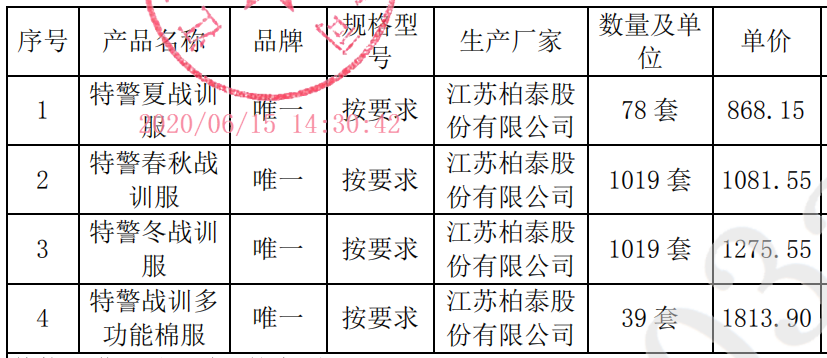 序号 产品名称 品牌 规格型号 生产厂家 数量及单位 单价
1 特警夏战训服 唯一 按要求 江苏柏泰股份有限公司 78 套 868.15
2020/06/15 14:30:42
2 特警春秋战训服 唯一 按要求 江苏柏泰股份有限公司 1019 套 1081.55
3 特警冬战训服 唯一 按要求 江苏柏泰股份有限公司 1019 套 1275.55
4 特警战训多功能棉服 唯一 按要求 江苏柏泰股份有限公司 39 套 1813.90